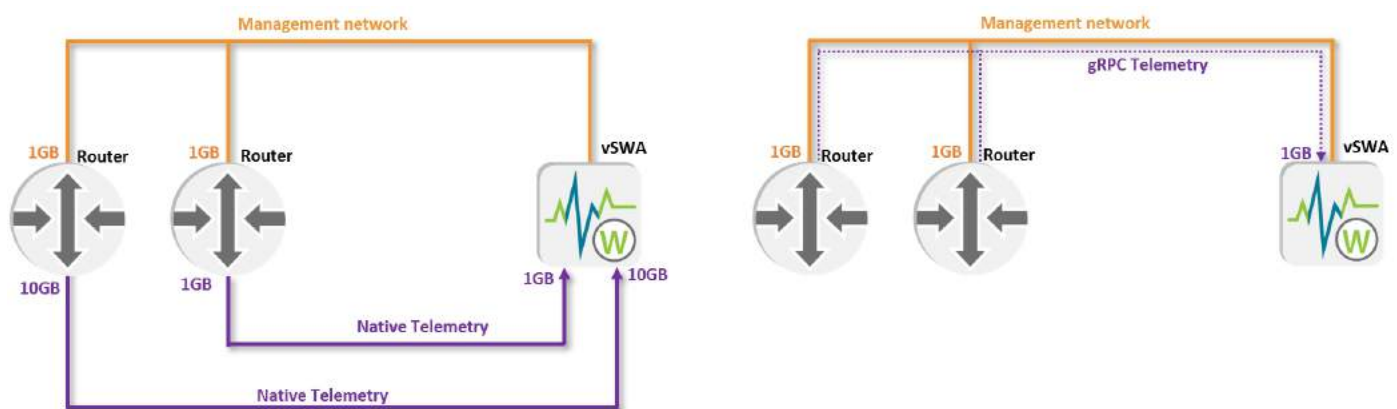 Management network
1GB
Router
1GB
Router
vSWA
W
10GB
1GB
1GB
10GB
Native Telemetry
Native Telemetry
Management network
gRPC Telemetry
1GB
Router
1GB
Router
1GB
vSWA
W